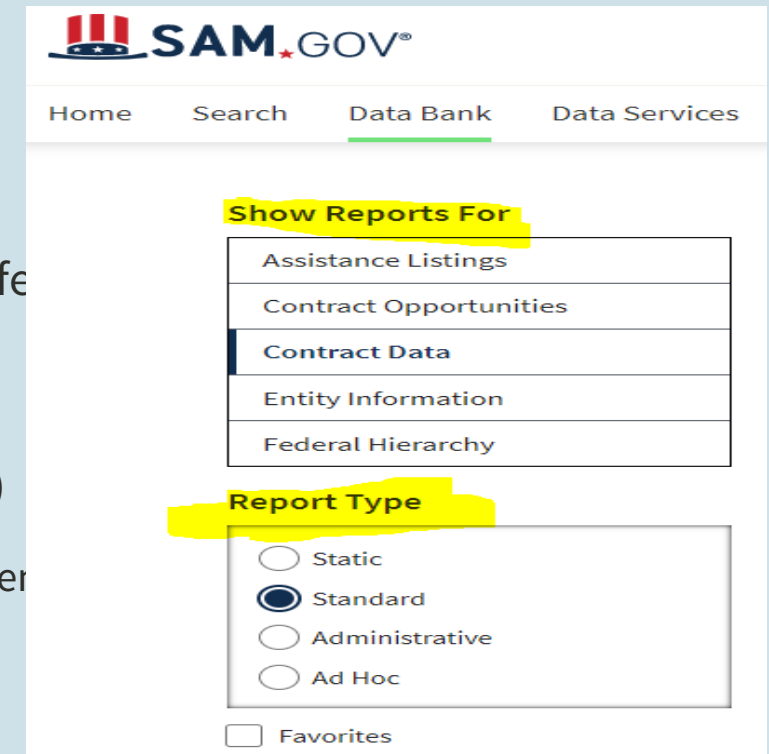 SAM.GOV®
Home Search Data Bank Data Services
Show Reports For
Assistance Listings
Contract Opportunities
Contract Data
Entity Information
Federal Hierarchy
Report Type
Static
Standard
Administrative
Ad Hoc
Favorites